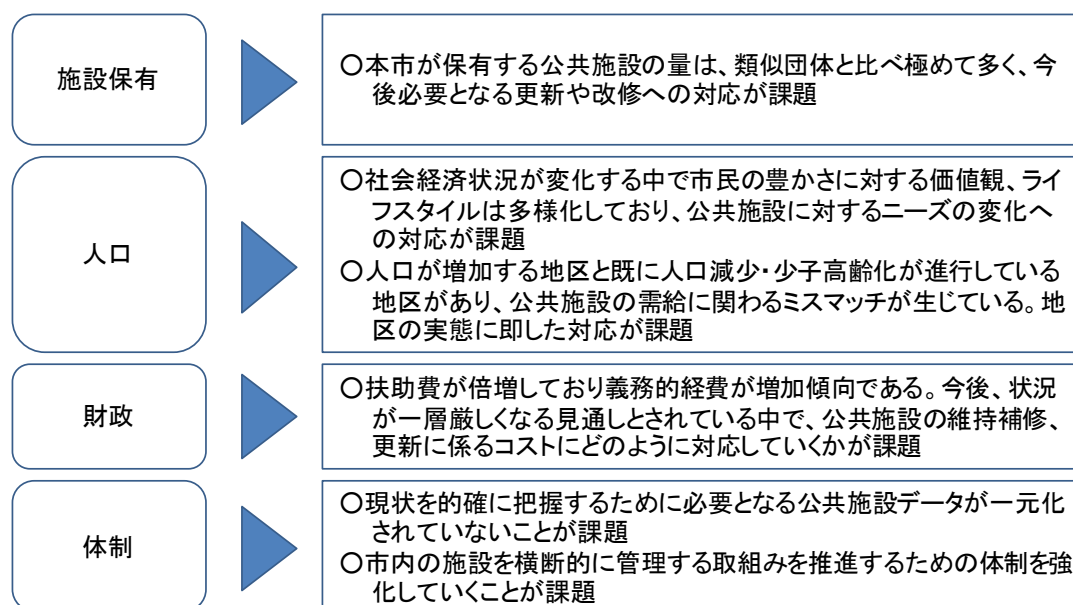 施設保有
○本市が保有する公共施設の量は、類似団体と比べ極めて多く、今
後必要となる更新や改修への対応が課題
人口
○社会経済状況が変化する中で市民の豊かさに対する価値観、ライ
フスタイルは多様化しており、公共施設に対するニーズの変化へ
の対応が課題
○人口が増加する地区と既に人口減少・少子高齢化が進行している
地区があり、公共施設の需給に関わるミスマッチが生じている。地
区の実態に即した対応が課題
財政
○扶助費が倍増しており義務的経費が増加傾向である。今後、状況
が一層厳しくなる見通しとされている中で、公共施設の維持補修、
更新に係るコストにどのように対応していくかが課題
体制
○現状を的確に把握するために必要となる公共施設データが一元化
されていないことが課題
○市内の施設を横断的に管理する取組みを推進するための体制を強
化していくことが課題